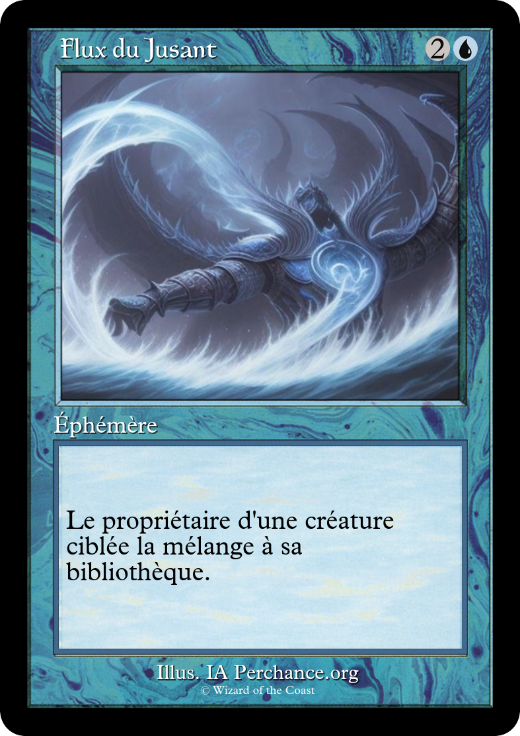 Flux du Jusant 2
Éphémère
Le propriétaire d'une créature
ciblée la mélange à sa
bibliothèque.
Illus. IA Perchance.org
© Wizard of the Coast